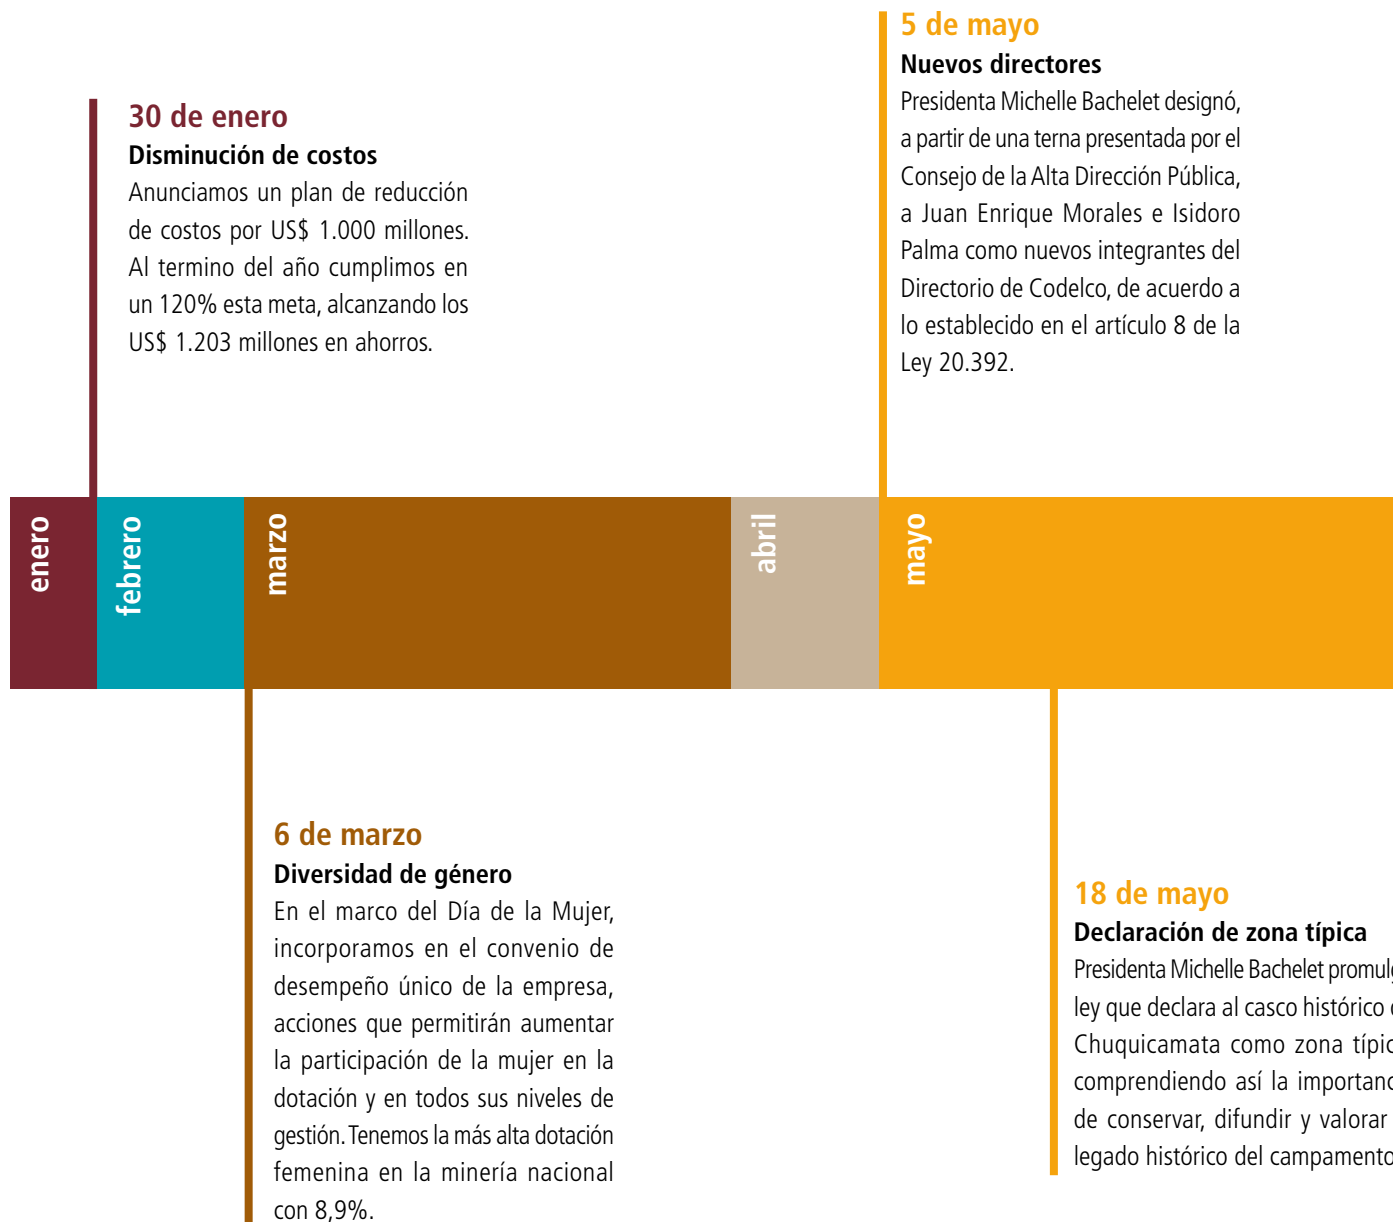 30 de enero
Disminución de costos
Anunciamos un plan de reducción
de costos por US$ 1.000 millones.
Al termino del año cumplimos en
un 120% esta meta, alcanzando los
US$ 1.203 millones en ahorros.
5 de mayo
Nuevos directores
Presidenta Michelle Bachelet designó,
a partir de una terna presentada por el
Consejo de la Alta Dirección Pública,
a Juan Enrique Morales e Isidoro
Palma como nuevos integrantes del
Directorio de Codelco, de acuerdo a
lo establecido en el artículo 8 de la
Ley 20.392.
enero
febrero
marzo
abril
mayo
6 de marzo
Diversidad de género
En el marco del Día de la Mujer,
incorporamos en el convenio de
desempeño único de la empresa,
acciones que permitirán aumentar
la participación de la mujer en la
dotación y en todos sus niveles de
gestión. Tenemos la más alta dotación
femenina en la minería nacional
con 8,9%.
18 de mayo
Declaración de zona típica
Presidenta Michelle Bachelet
ley que declara al casco histórico
Chuquicamata como zona
comprendiendo así la
de conservar, difundir y valorar
legado histórico del campamento